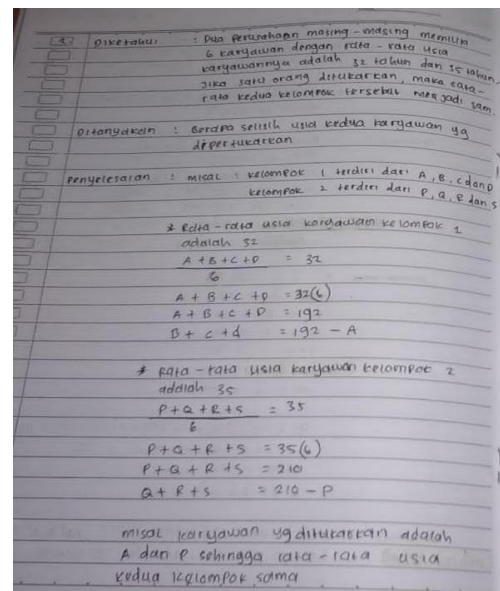 4. Diketahui : Dua perusahaan masing-masing memiliki
6 karyawan dengan rata-rata usia
karyawannya adalah 32 tahun dan 35 tahun.
Jika satu orang ditukarkan, maka rata-
rata kedua kelompok tersebut menjadi sam.
Ditanyakan : Berapa selisih usia kedua karyawan yg
dipertukarkan
Penyelesaian : misal : kelompok 1 terdiri dari A, B, C dan D
kelompok 2 terdiri dari P, Q, R dan S
* Rata-rata usia karyawan kelompok 1
adalah 32
A + B + C + D = 32
6
A + B + C + D = 32(6)
A + B + C + D = 192
B + C + d = 192 - A
* Rata-rata usia karyawan kelompok 2
adalah 35
P + Q + R + S = 35
6
P + Q + R + S = 35(6)
P + Q + R + S = 210
Q + R + S = 210 - P
misal karyawan yg ditukarkan adalah
A dan P sehingga rata-rata usia
kedua kelompok sama